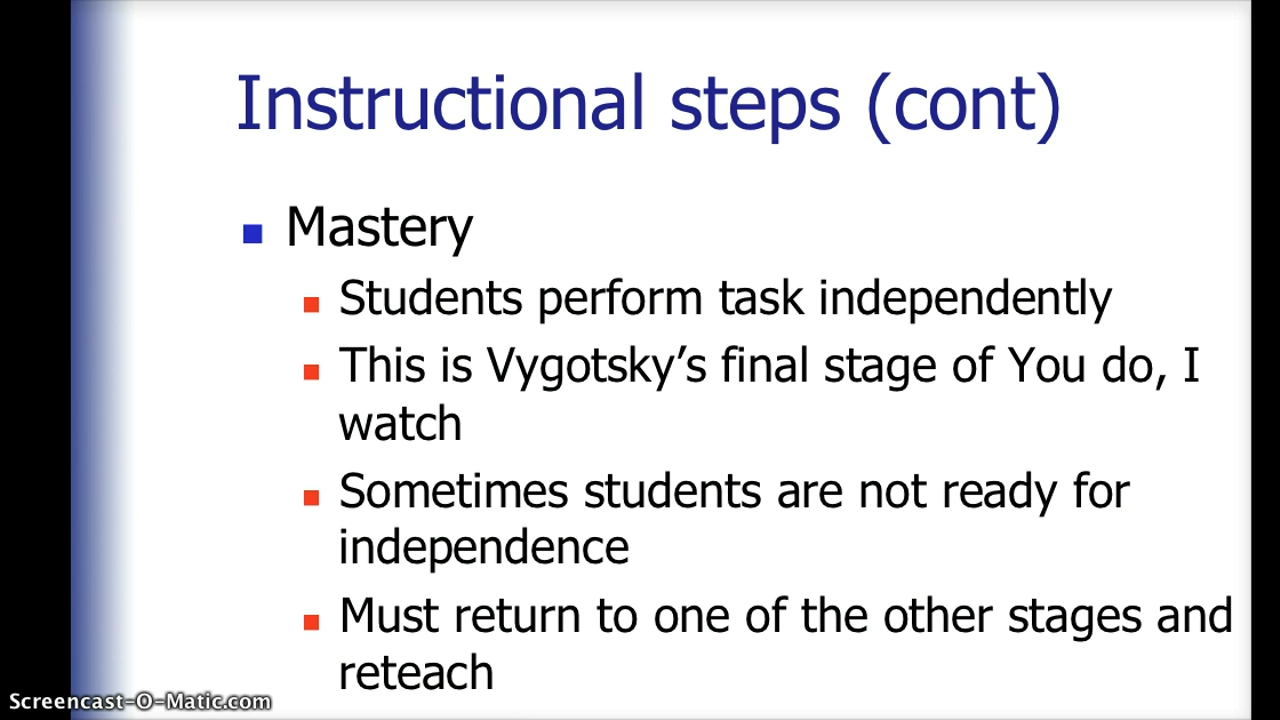 Instructional steps (cont)
Mastery
Students perform task independently
This is Vygotsky’s final stage of You do, I
watch
Sometimes students are not ready for
independence
Must return to one of the other stages and
reteach
Screencast-O-Matic.com